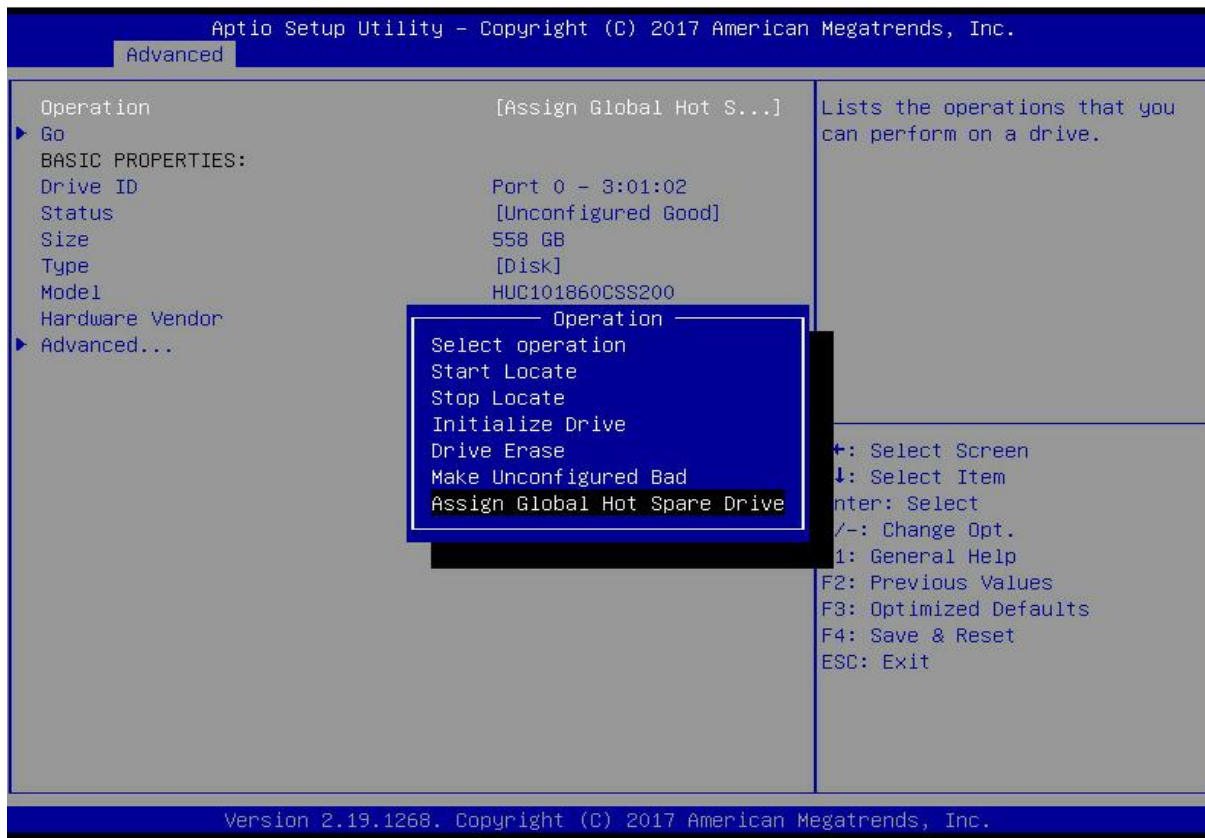 Aptio Setup Utility – Copyright (C) 2017 American Megatrends, Inc.
Advanced
Operation [Assign Global Hot S...]
Go
BASIC PROPERTIES:
Drive ID Port 0 – 3:01:02
Status [Unconfigured Good]
Size 558 GB
Type [Disk]
Model HUC101860CSS200
Hardware Vendor
Advanced...
Operation
Select operation
Start Locate
Stop Locate
Initialize Drive
Drive Erase
Make Unconfigured Bad
Assign Global Hot Spare Drive
Lists the operations that you
can perform on a drive.
: Select Screen
: Select Item
nter: Select
/-: Change Opt.
1: General Help
F2: Previous Values
F3: Optimized Defaults
F4: Save & Reset
ESC: Exit
Version 2.19.1268. Copyright (C) 2017 American Megatrends, Inc.